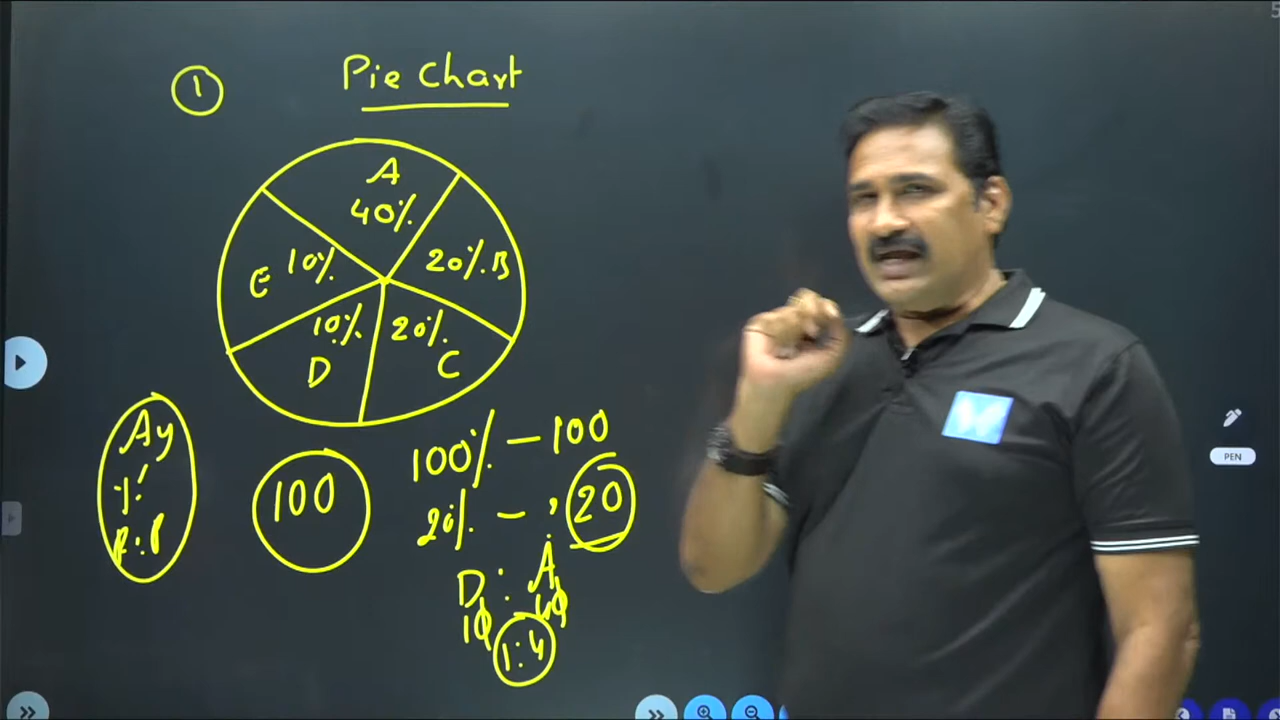 1
Pie Chart
A
40%.
E 10%
20%. B
10%.
D
20%.
C
Ay
100
100% – 100
20%. – , 20
D : A
10 40
1:4
PEN